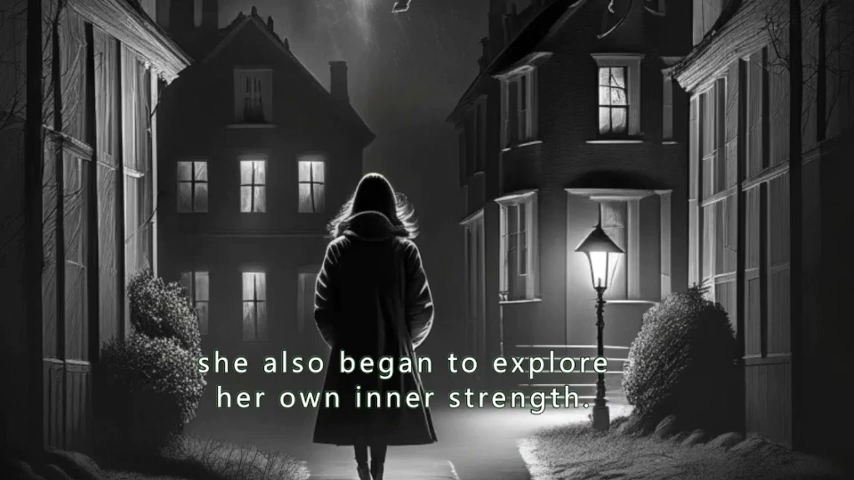 she also began to explore
her own inner strength.